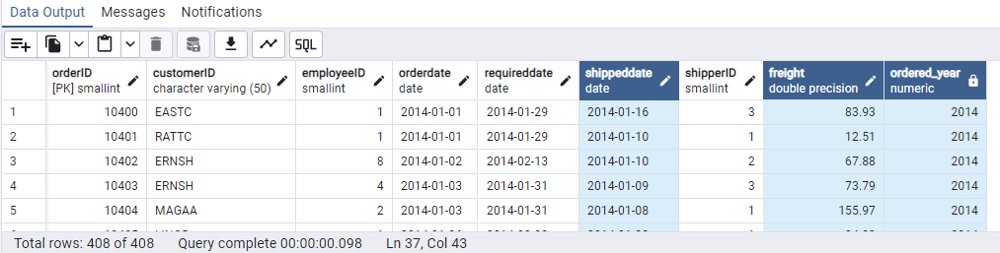 Data Output Messages Notifications
SQL
orderID customerID employeeID orderdate requireddate shippeddate shipperID freight ordered_year
[PK] smallint character varying (50) smallint date date date smallint double precision numeric
1 10400 EASTC 1 2014-01-01 2014-01-29 2014-01-16 3 83.93 2014
2 10401 RATTC 1 2014-01-01 2014-01-29 2014-01-10 1 12.51 2014
3 10402 ERNSH 8 2014-01-02 2014-02-13 2014-01-10 2 67.88 2014
4 10403 ERNSH 4 2014-01-03 2014-01-31 2014-01-09 3 73.79 2014
5 10404 MAGAA 2 2014-01-03 2014-01-31 2014-01-08 1 155.97 2014
Total rows: 408 of 408 Query complete 00:00:00.098 Ln 37, Col 43